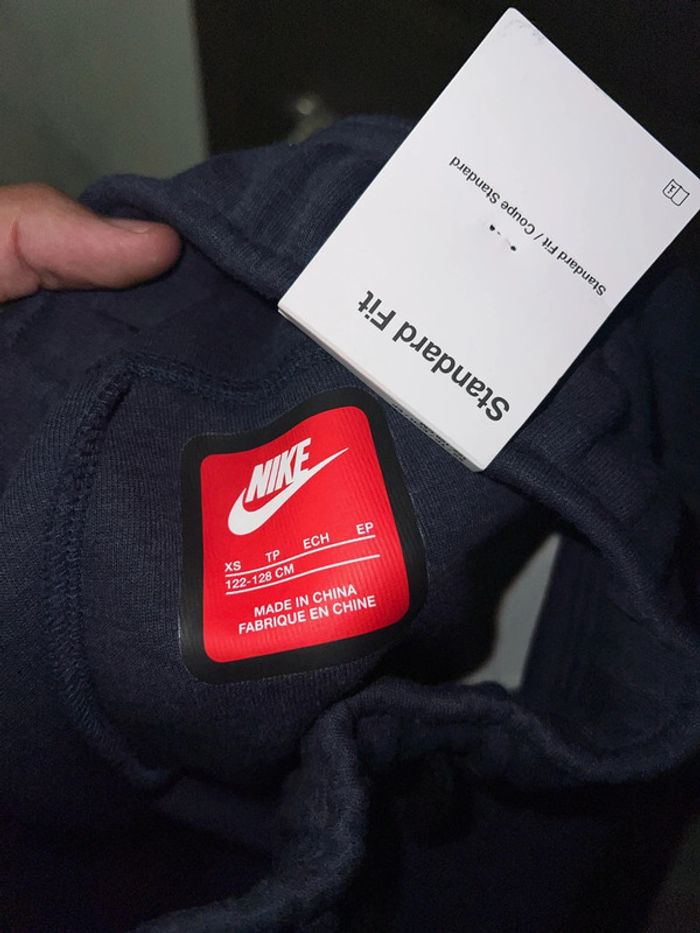 Standard Fit
Standard Fit / Coupe Standard
NIKE
XS TP ECH EP
122-128 CM
MADE IN CHINA
FABRIQUE EN CHINE